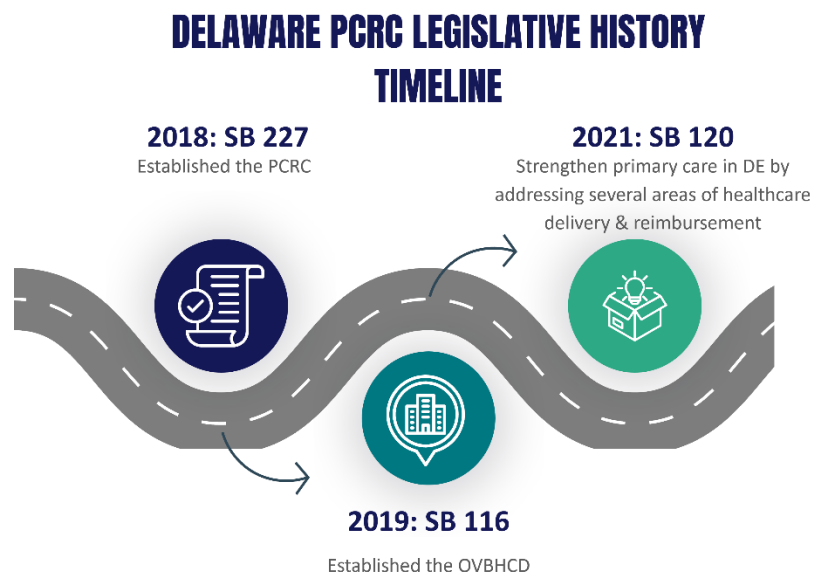 DELAWARE PCRC LEGISLATIVE HISTORY
TIMELINE
2018: SB 227
Established the PCRC
2021: SB 120
Strengthen primary care in DE by
addressing several areas of healthcare
delivery & reimbursement
2019: SB 116
Established the OVBHCD